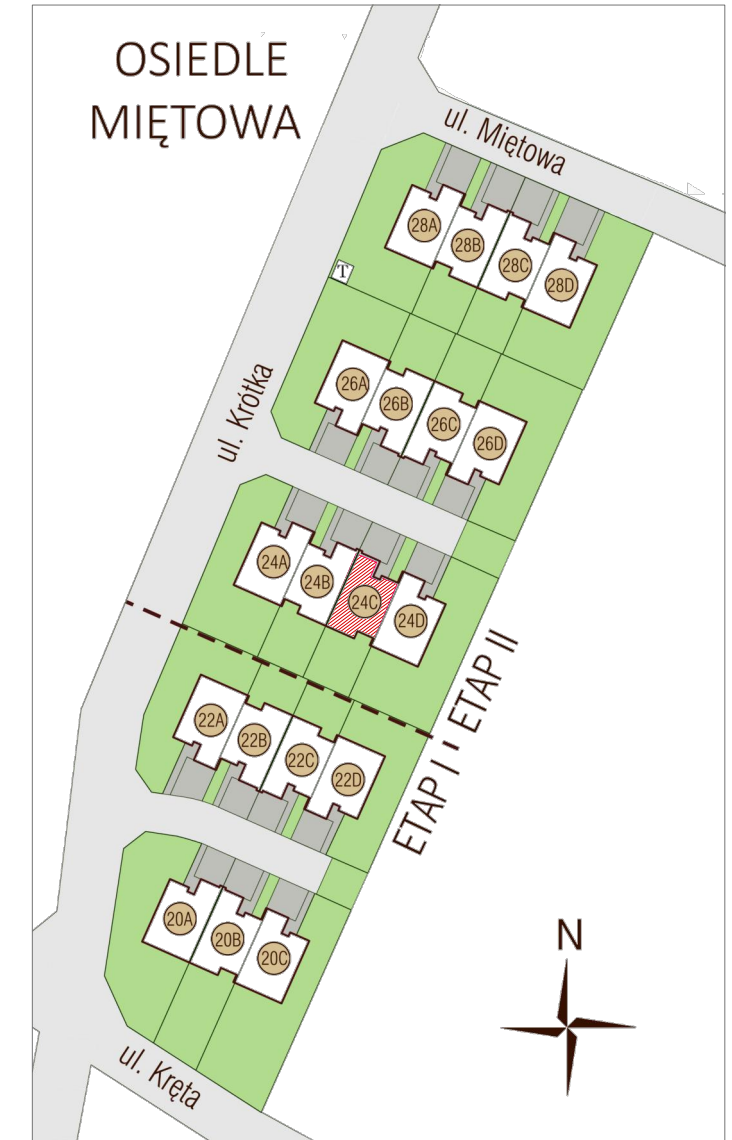 OSIEDLE
MIĘTOWA
ul. Miętowa
28A
28B
28C
28D
T
ul. Krótka
26A
26B
26C
26D
24A
24B
24C
24D
ETAP II
ETAP I
22A
22B
22C
22D
20A
20B
20C
N
ul. Kręta